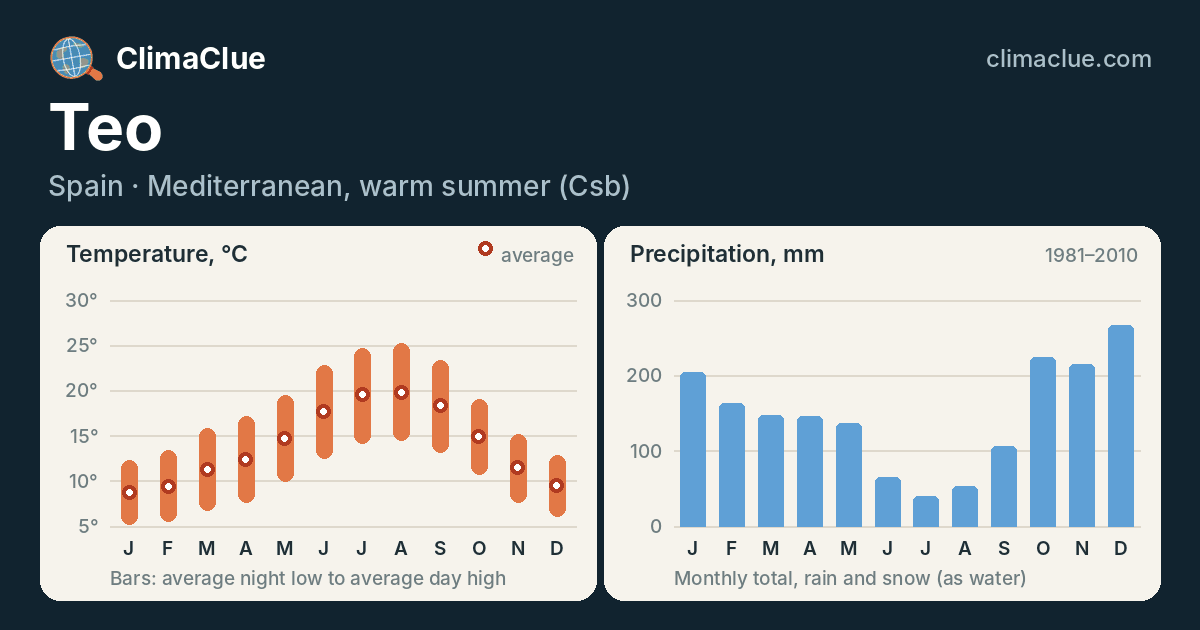 ClimaClue
climaclue.com
Teo
Spain · Mediterranean, warm summer (Csb)
Temperature, °C
average
30°
25°
20°
15°
10°
5°
J F M A M J J A S O N D
Bars: average night low to average day high
Precipitation, mm
1981–2010
300
200
100
0
J F M A M J J A S O N D
Monthly total, rain and snow (as water)